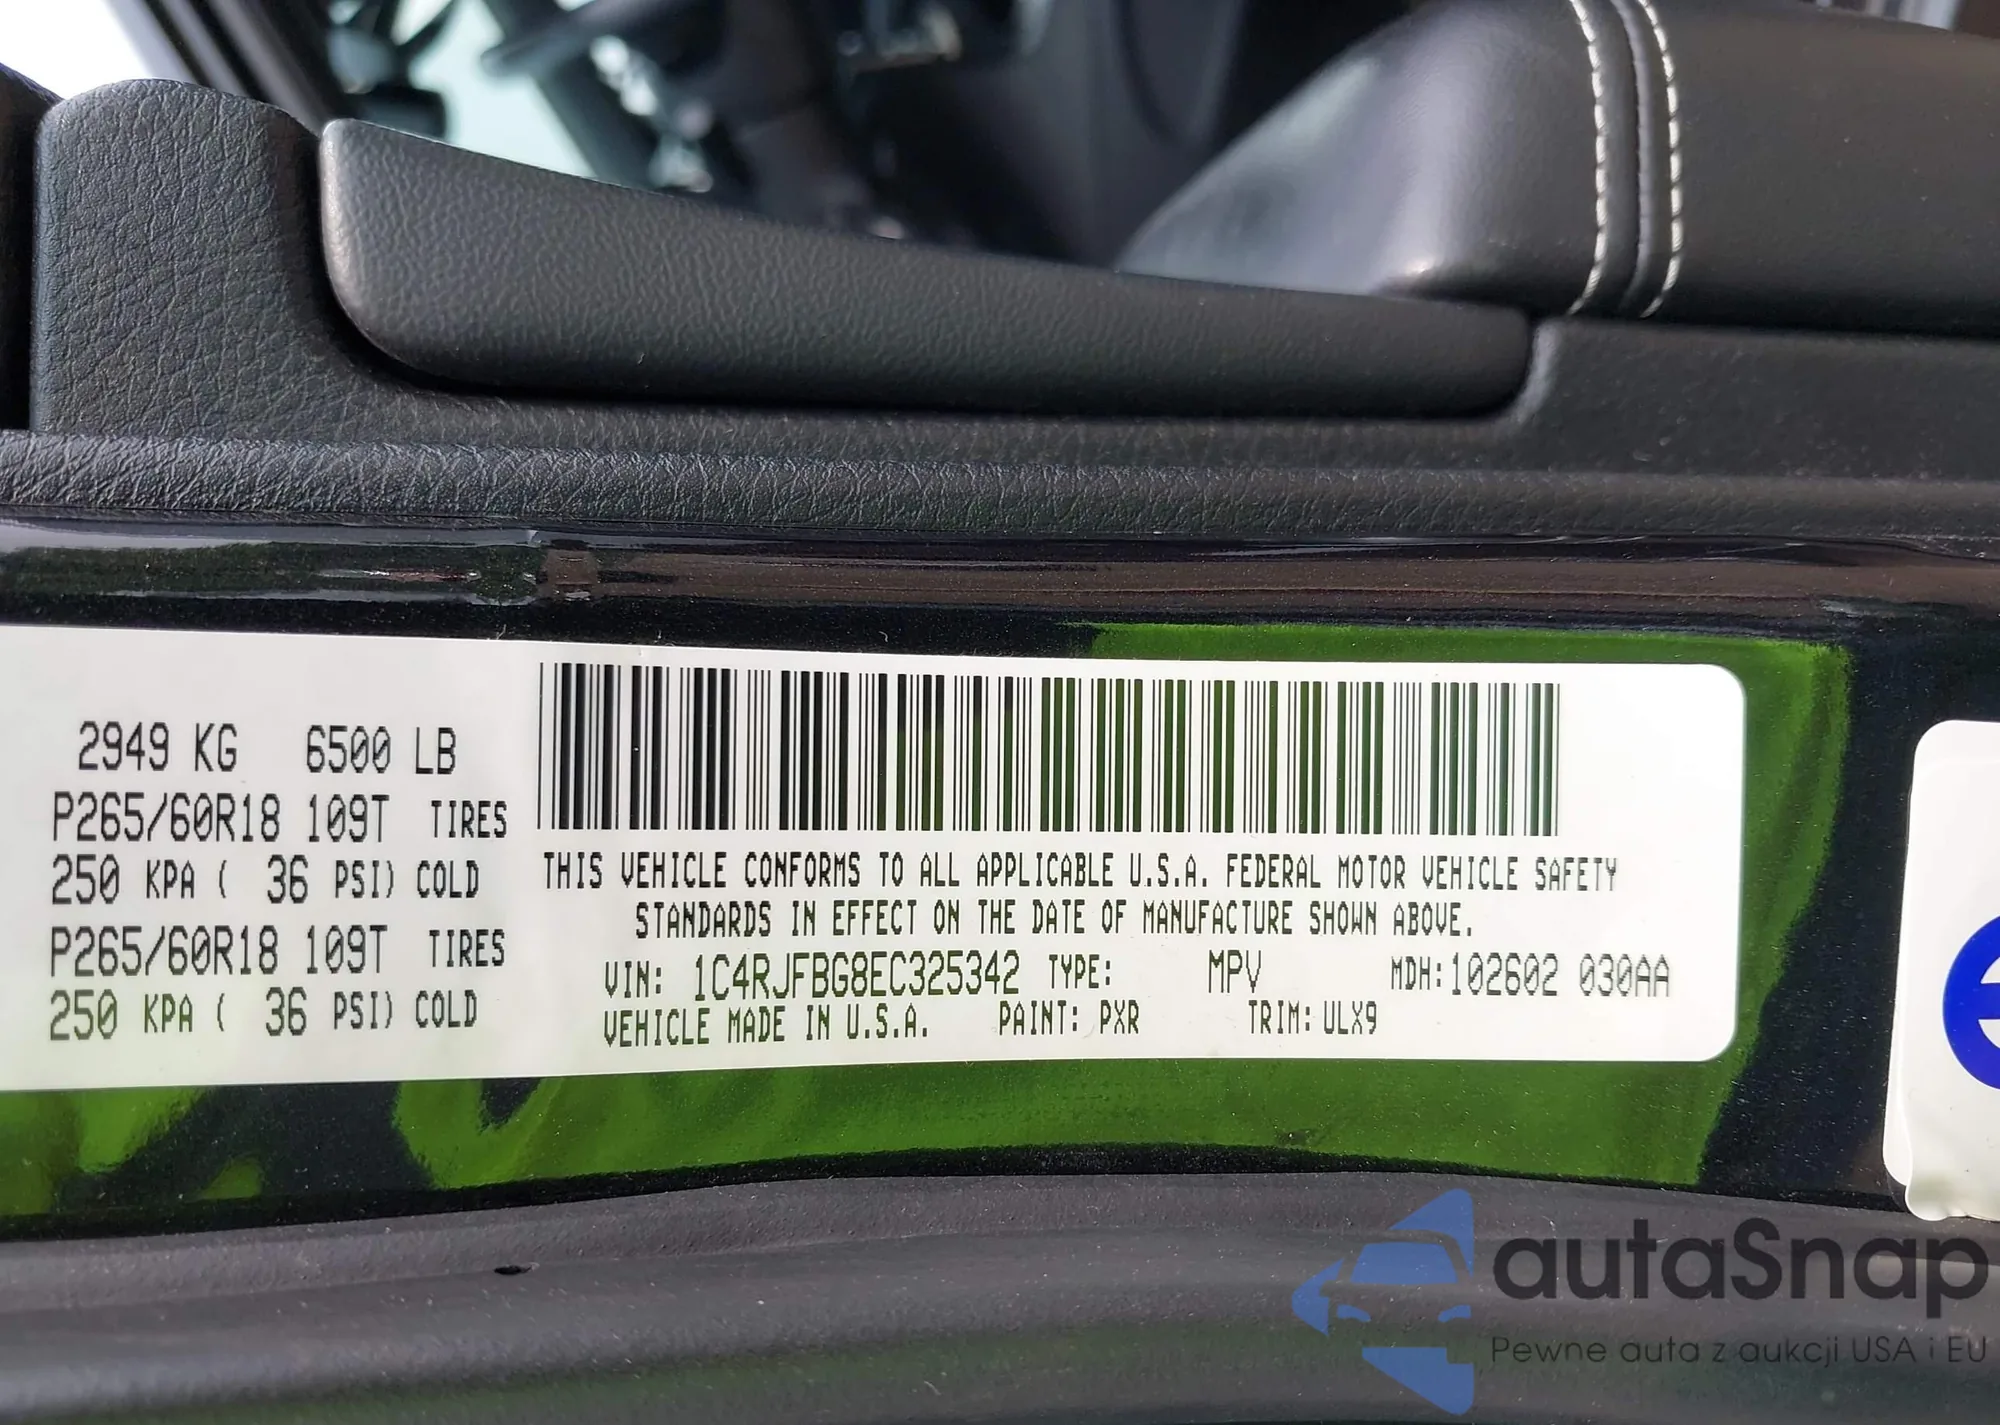 2949 KG 6500 LB
P265/60R18 109T TIRES
250 KPA ( 36 PSI) COLD
P265/60R18 109T TIRES
250 KPA ( 36 PSI) COLD
THIS VEHICLE CONFORMS TO ALL APPLICABLE U.S.A. FEDERAL MOTOR VEHICLE SAFETY
STANDARDS IN EFFECT ON THE DATE OF MANUFACTURE SHOWN ABOVE.
VIN: 1C4RJFBG8EC325342 TYPE: MPV MDH:102602 030AA
VEHICLE MADE IN U.S.A. PAINT: PXR TRIM: ULX9
autaSnap
Pewne auta z aukcji USA i EU